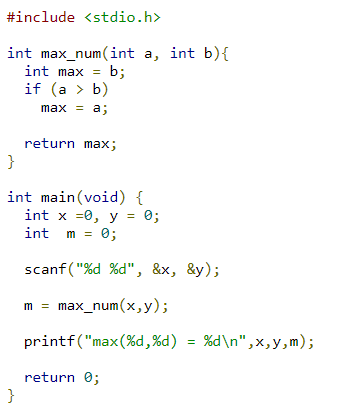 #include <stdio.h>
int max_num(int a, int b){
int max = b;
if (a > b)
max = a;
return max;
}
int main(void) {
int x =0, y = 0;
int  m = 0;
scanf("%d %d", &x, &y);
m = max_num(x,y);
printf("max(%d,%d) = %d\n",x,y,m);
return 0;
}